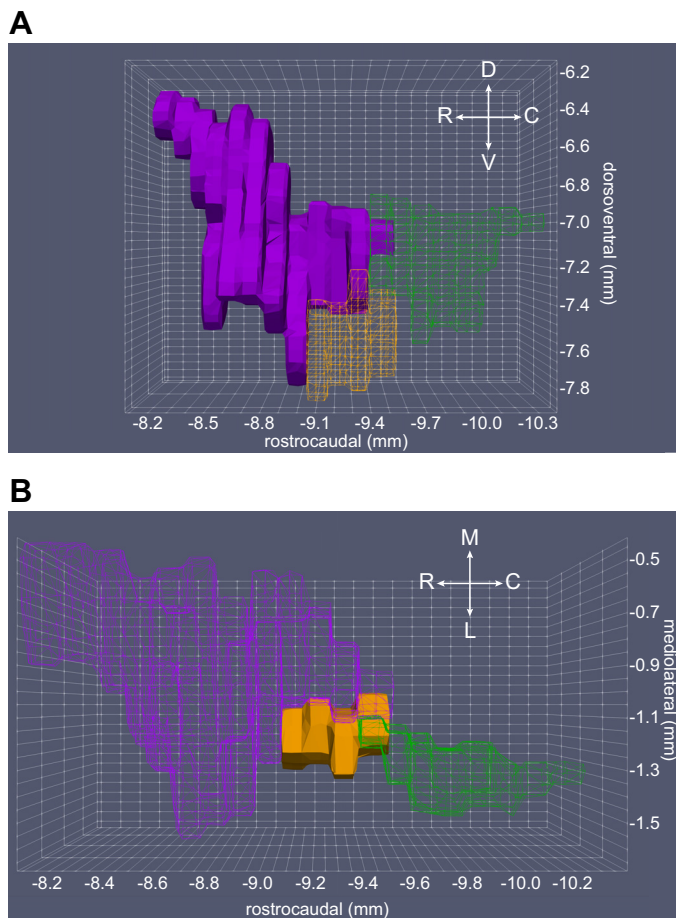 A
D
R C
V
-6.2
-6.4
-6.6
-6.8
-7.0
-7.2
-7.4
-7.6
-7.8
dorsoventral (mm)
-8.2 -8.5 -8.8 -9.1 -9.4 -9.7 -10.0 -10.3
rostrocaudal (mm)
B
M
R C
L
-0.5
-0.7
-0.9
-1.1
-1.3
-1.5
mediolateral (mm)
-8.2 -8.4 -8.6 -8.8 -9.0 -9.2 -9.4 -9.6 -9.8 -10.0 -10.2
rostrocaudal (mm)